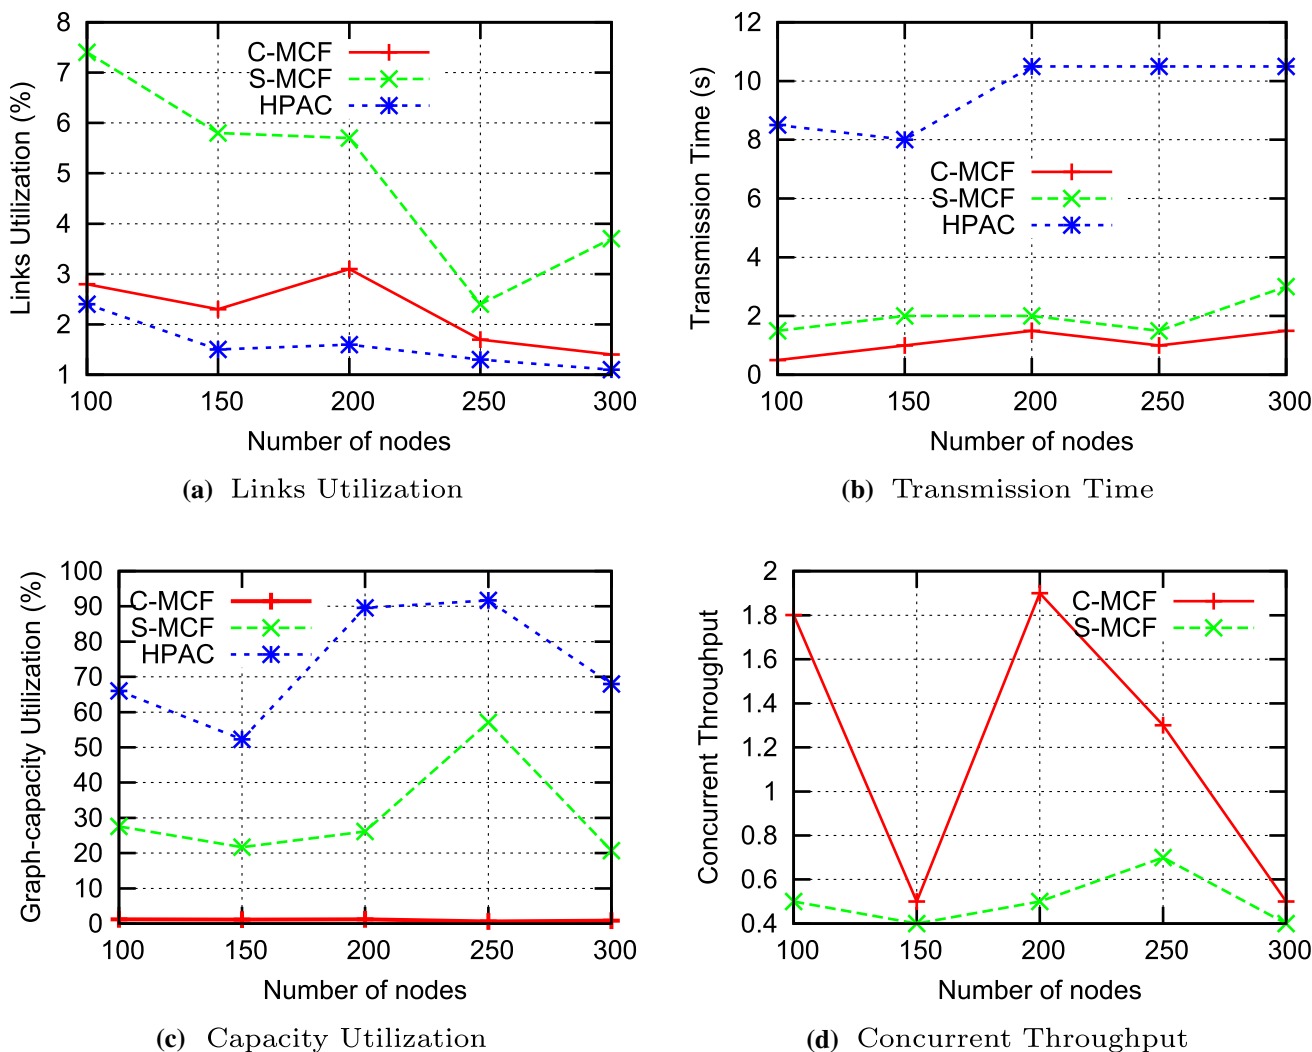 8
7
6
5
4
3
2
1
Links Utilization (%)
C-MCF
S-MCF
HPAC
100 150 200 250 300
Number of nodes
(a) Links Utilization
12
10
8
6
4
2
0
Transmission Time (s)
C-MCF
S-MCF
HPAC
100 150 200 250 300
Number of nodes
(b) Transmission Time
100
90
80
70
60
50
40
30
20
10
0
Graph-capacity Utilization (%)
C-MCF
S-MCF
HPAC
100 150 200 250 300
Number of nodes
(c) Capacity Utilization
2
1.8
1.6
1.4
1.2
1
0.8
0.6
0.4
Concurrent Throughput
C-MCF
S-MCF
100 150 200 250 300
Number of nodes
(d) Concurrent Throughput